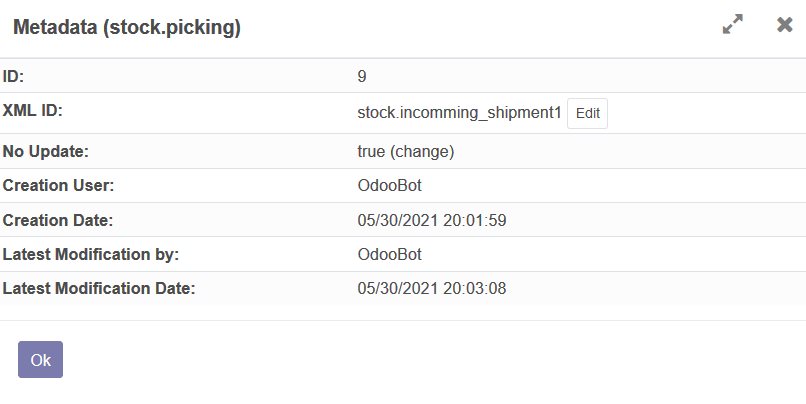 Metadata (stock.picking)
ID: 9
XML ID: stock.incomming_shipment1 Edit
No Update: true (change)
Creation User: OdooBot
Creation Date: 05/30/2021 20:01:59
Latest Modification by: OdooBot
Latest Modification Date: 05/30/2021 20:03:08
Ok